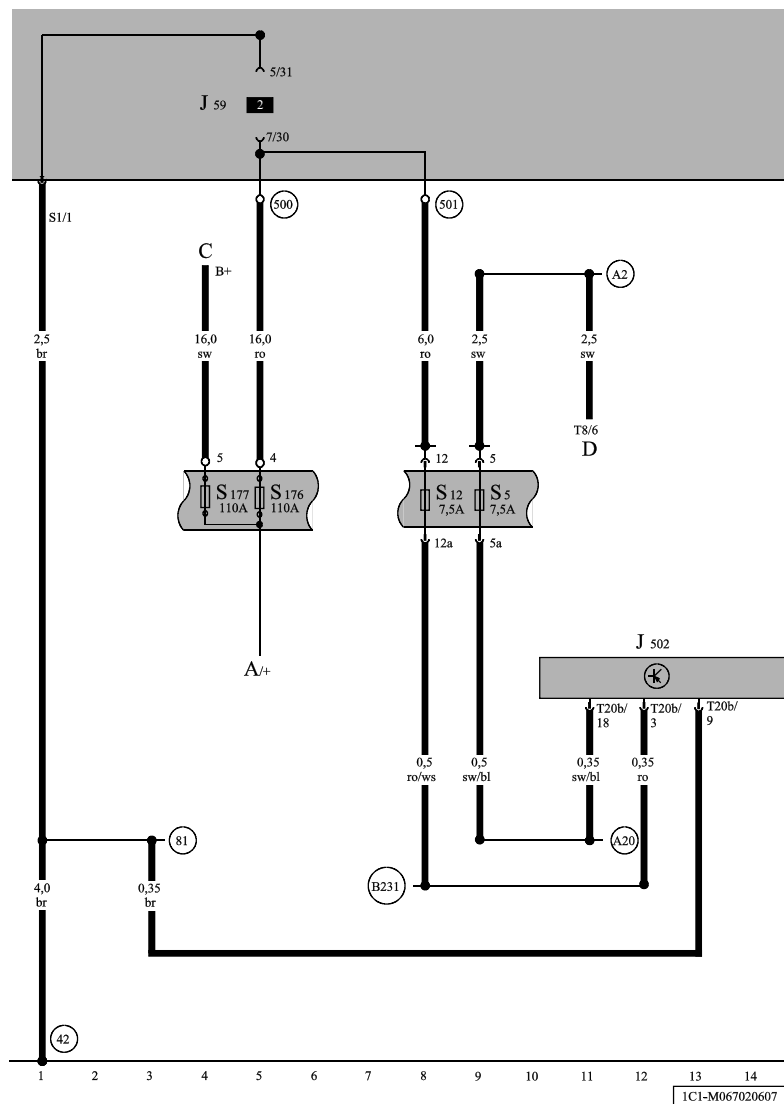 5/31
J 59
2
7/30
500
501
S1/1
C
B+
A2
2,5
br
16,0
sw
16,0
ro
6,0
ro
2,5
sw
2,5
sw
T8/6
D
5
4
12
5
S 177
110A
S 176
110A
S 12
7,5A
S 5
7,5A
12a
5a
J 502
A/+
T20b/
18
T20b/
3
T20b/
9
0,5
ro/ws
0,5
sw/bl
0,35
sw/bl
0,35
ro
81
A20
4,0
br
0,35
br
B231
42
1 2 3 4 5 6 7 8 9 10 11 12 13 14
1C1-M067020607